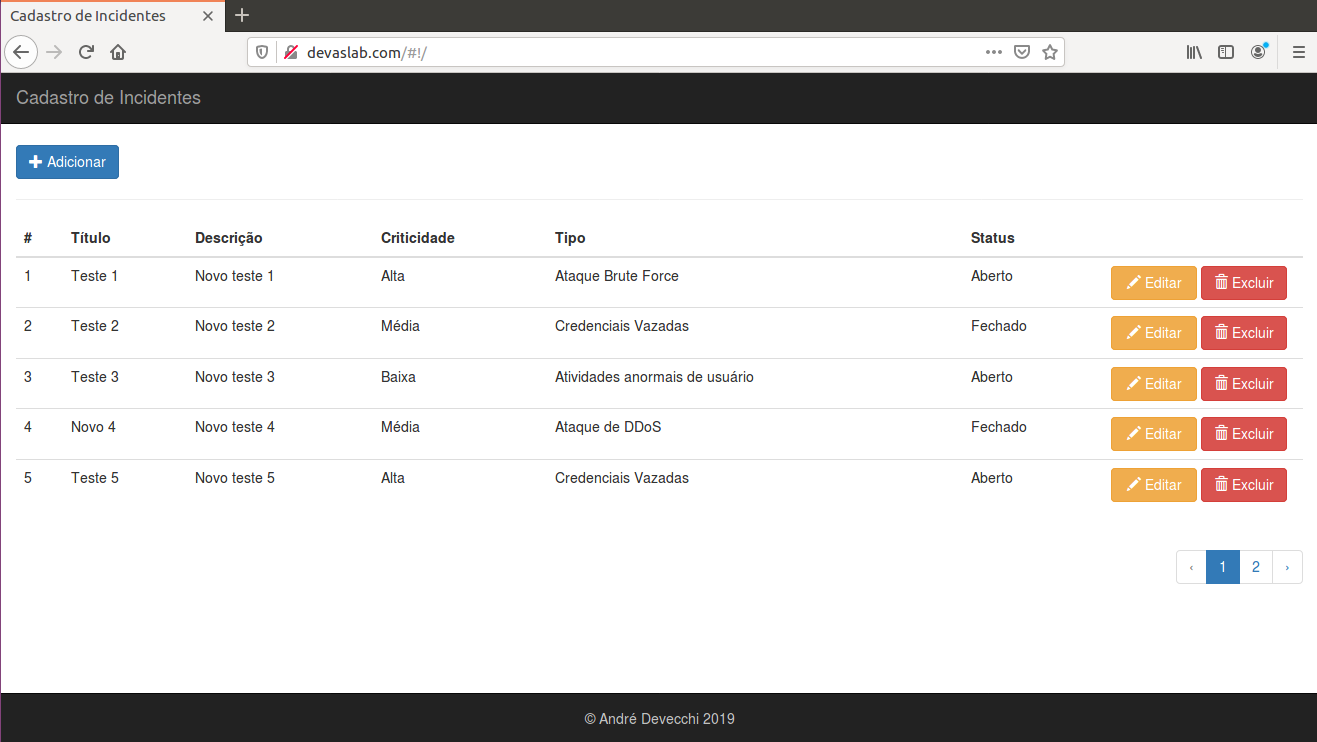 Cadastro de Incidentes
devaslab.com/#!/
Cadastro de Incidentes
Adicionar
# Título Descrição Criticidade Tipo Status
1 Teste 1 Novo teste 1 Alta Ataque Brute Force Aberto Editar Excluir
2 Teste 2 Novo teste 2 Média Credenciais Vazadas Fechado Editar Excluir
3 Teste 3 Novo teste 3 Baixa Atividades anormais de usuário Aberto Editar Excluir
4 Novo 4 Novo teste 4 Média Ataque de DDoS Fechado Editar Excluir
5 Teste 5 Novo teste 5 Alta Credenciais Vazadas Aberto Editar Excluir
‹ 1 2 ›
© André Devecchi 2019